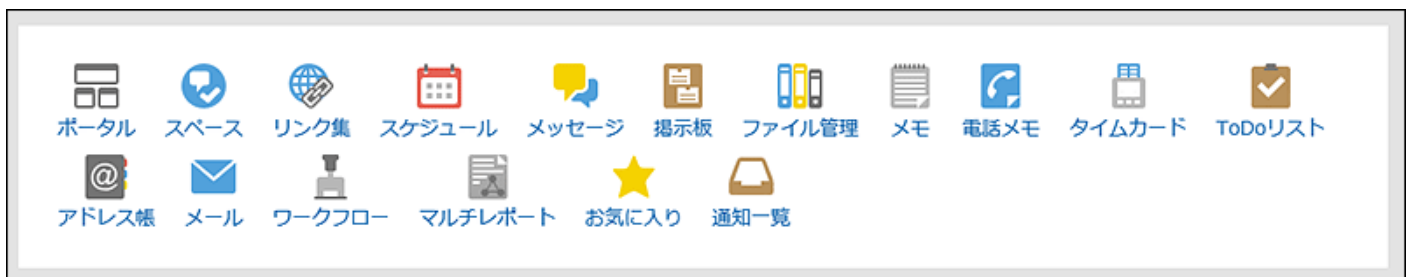 ポータル スペース リンク集 スケジュール メッセージ 掲示板 ファイル管理 メモ 電話メモ タイムカード ToDoリスト
アドレス帳 メール ワークフロー マルチレポート お気に入り 通知一覧